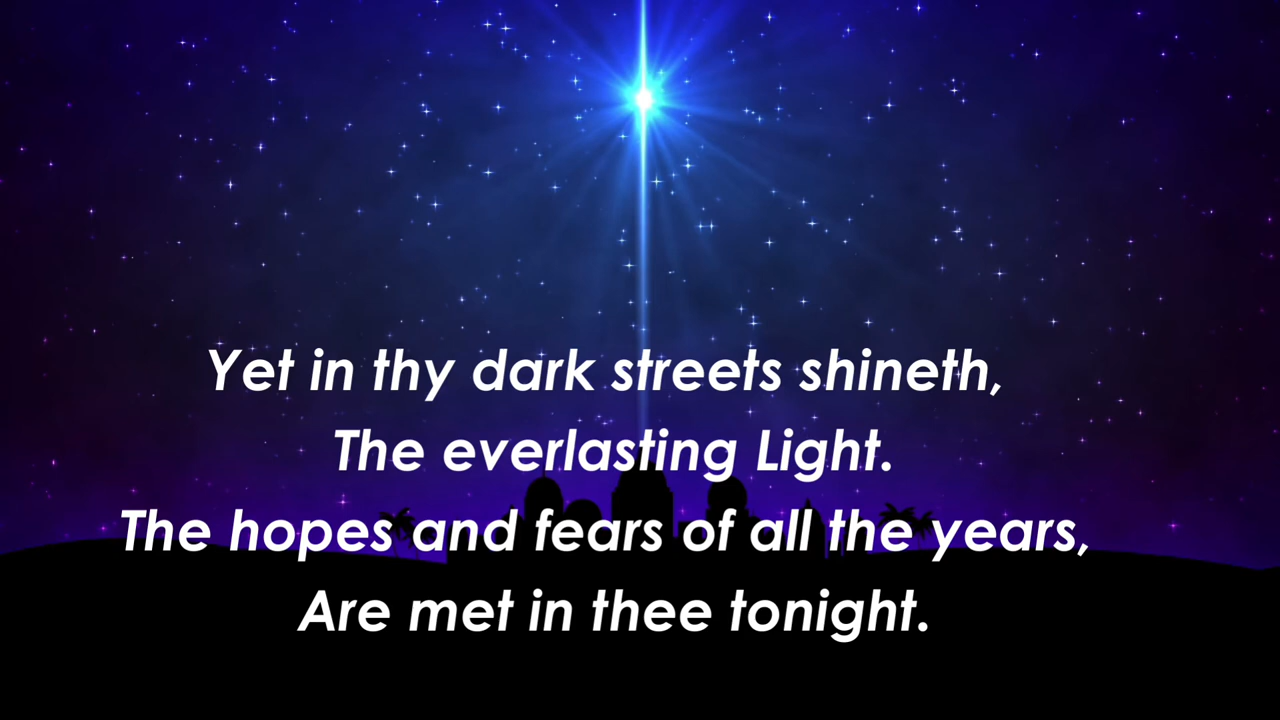 Yet in thy dark streets shineth,
The everlasting Light.
The hopes and fears of all the years,
Are met in thee tonight.